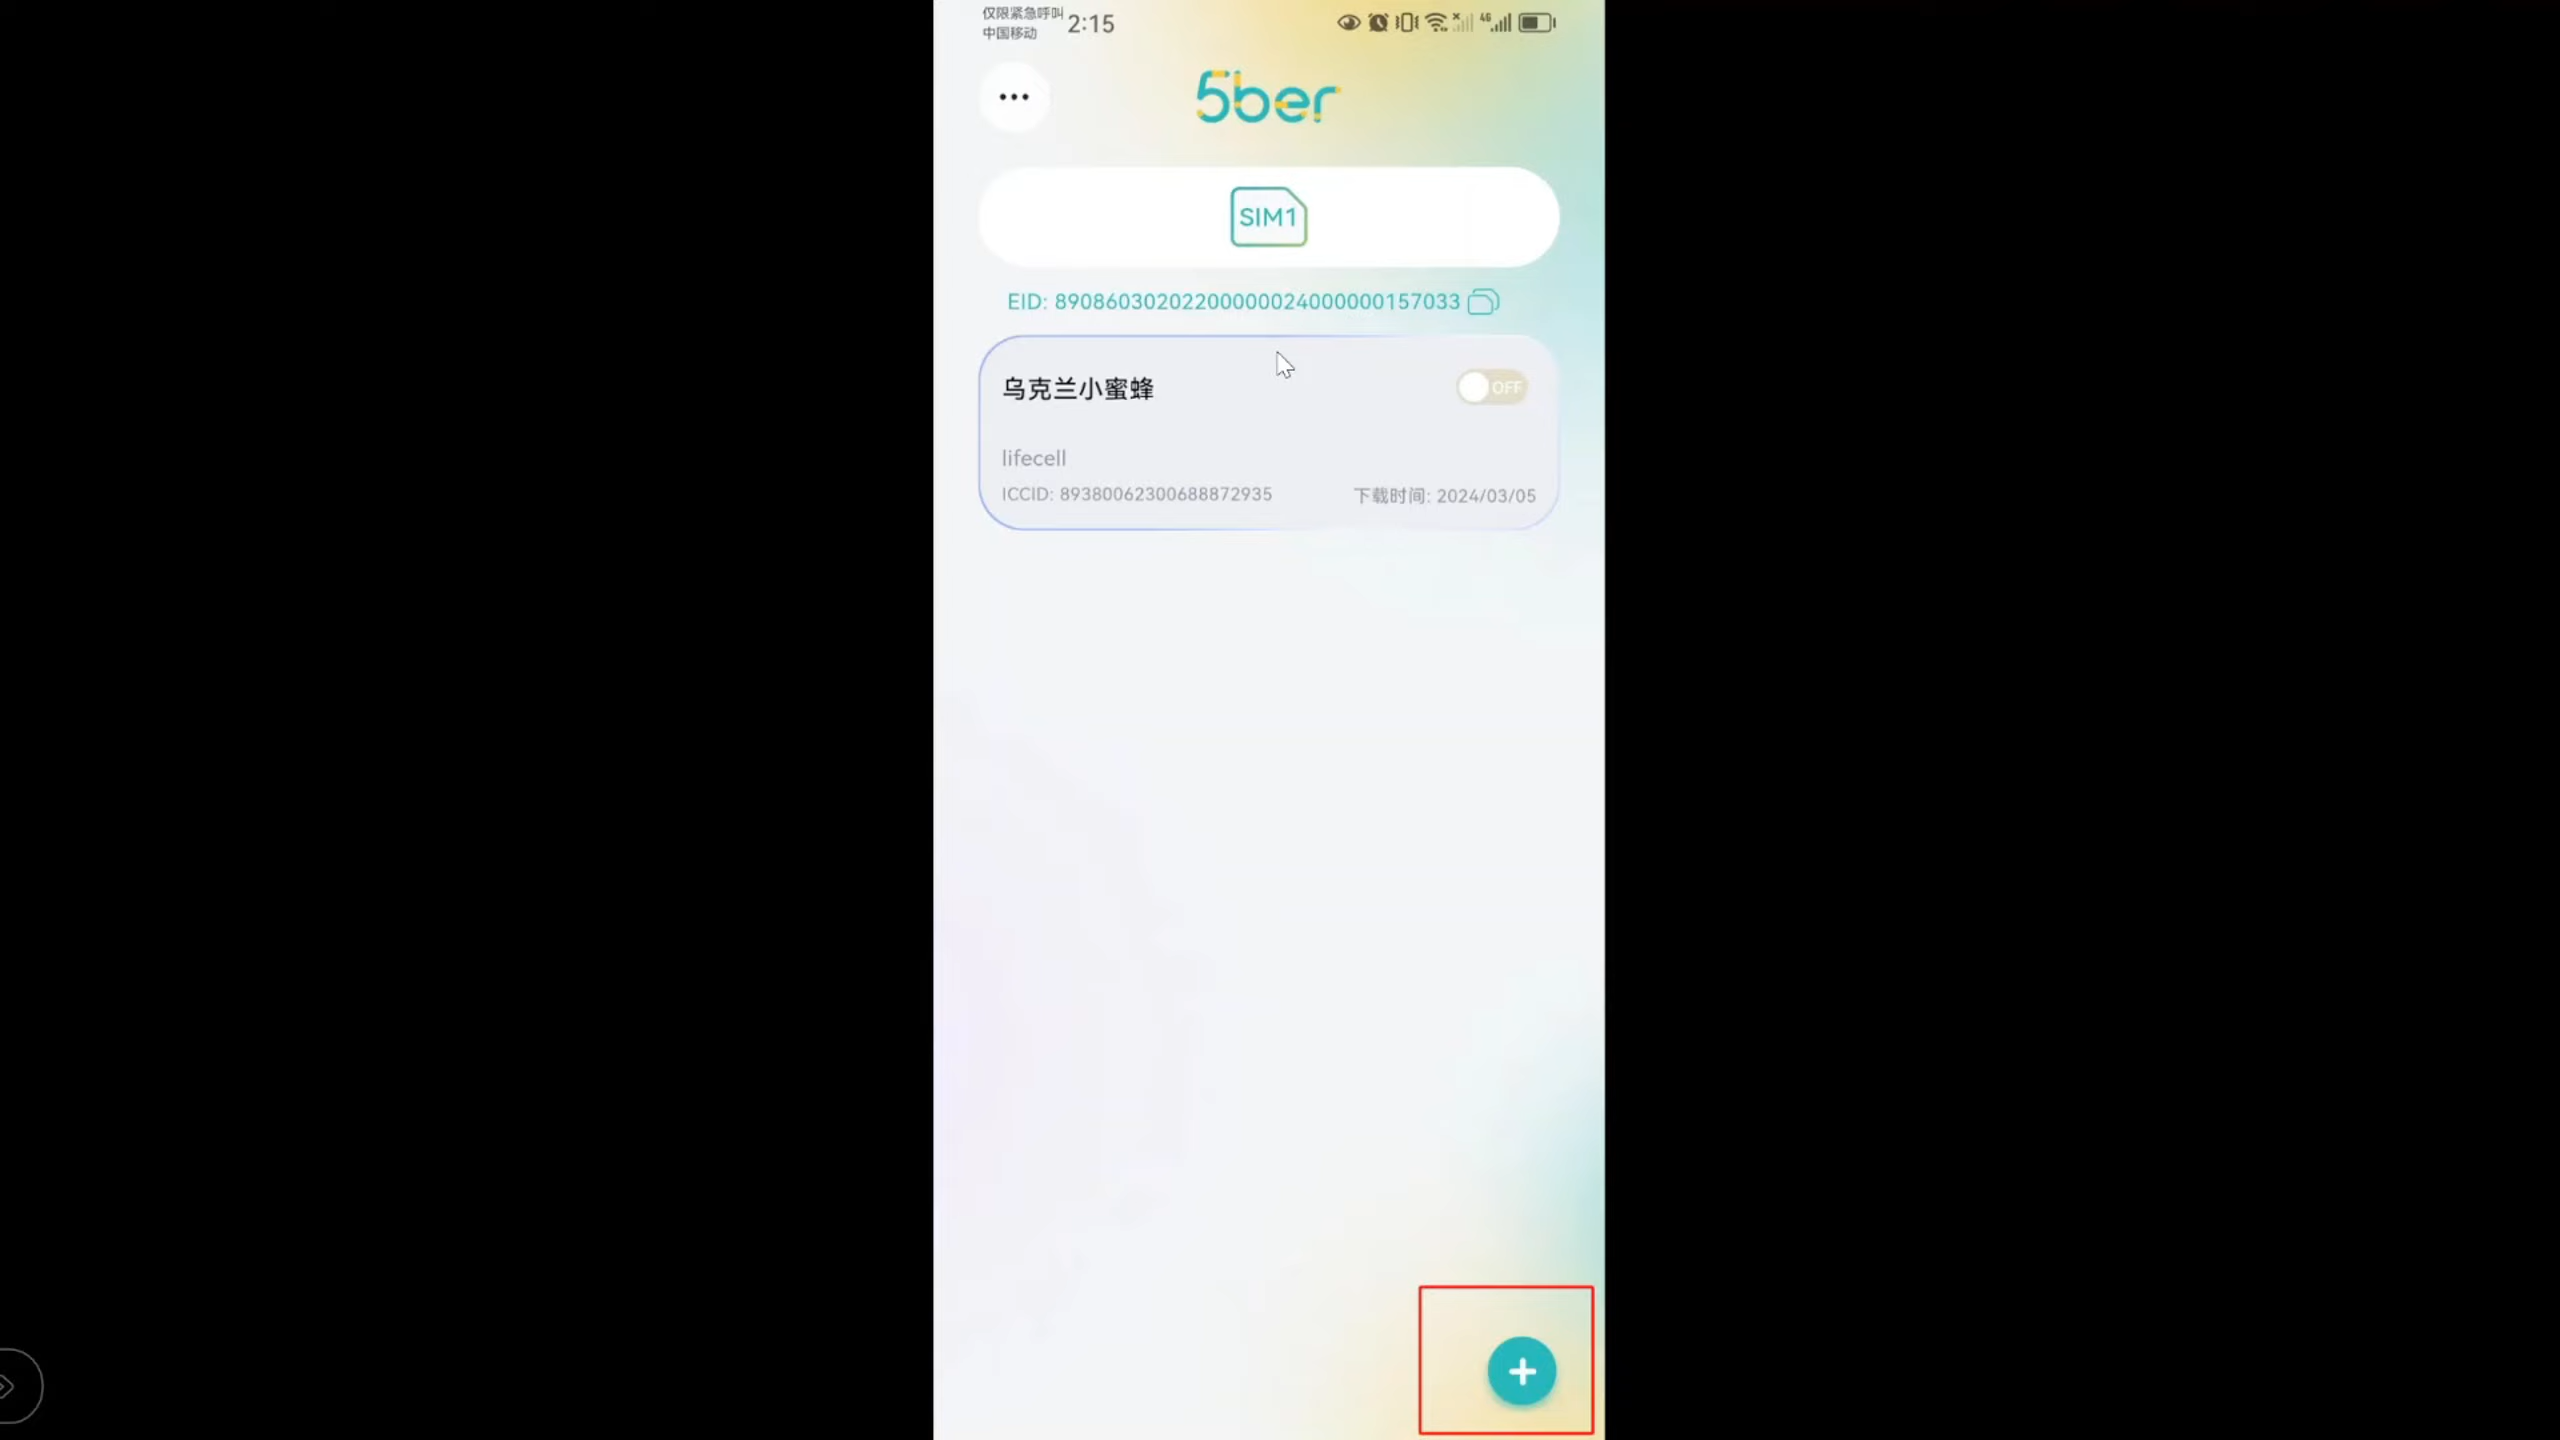 仅限紧急呼叫
中国移动
2:15
4G
5ber
SIM1
EID: 89086030202200000024000000157033
乌克兰小蜜蜂
OFF
lifecell
ICCID: 89380062300688872935
下载时间: 2024/03/05